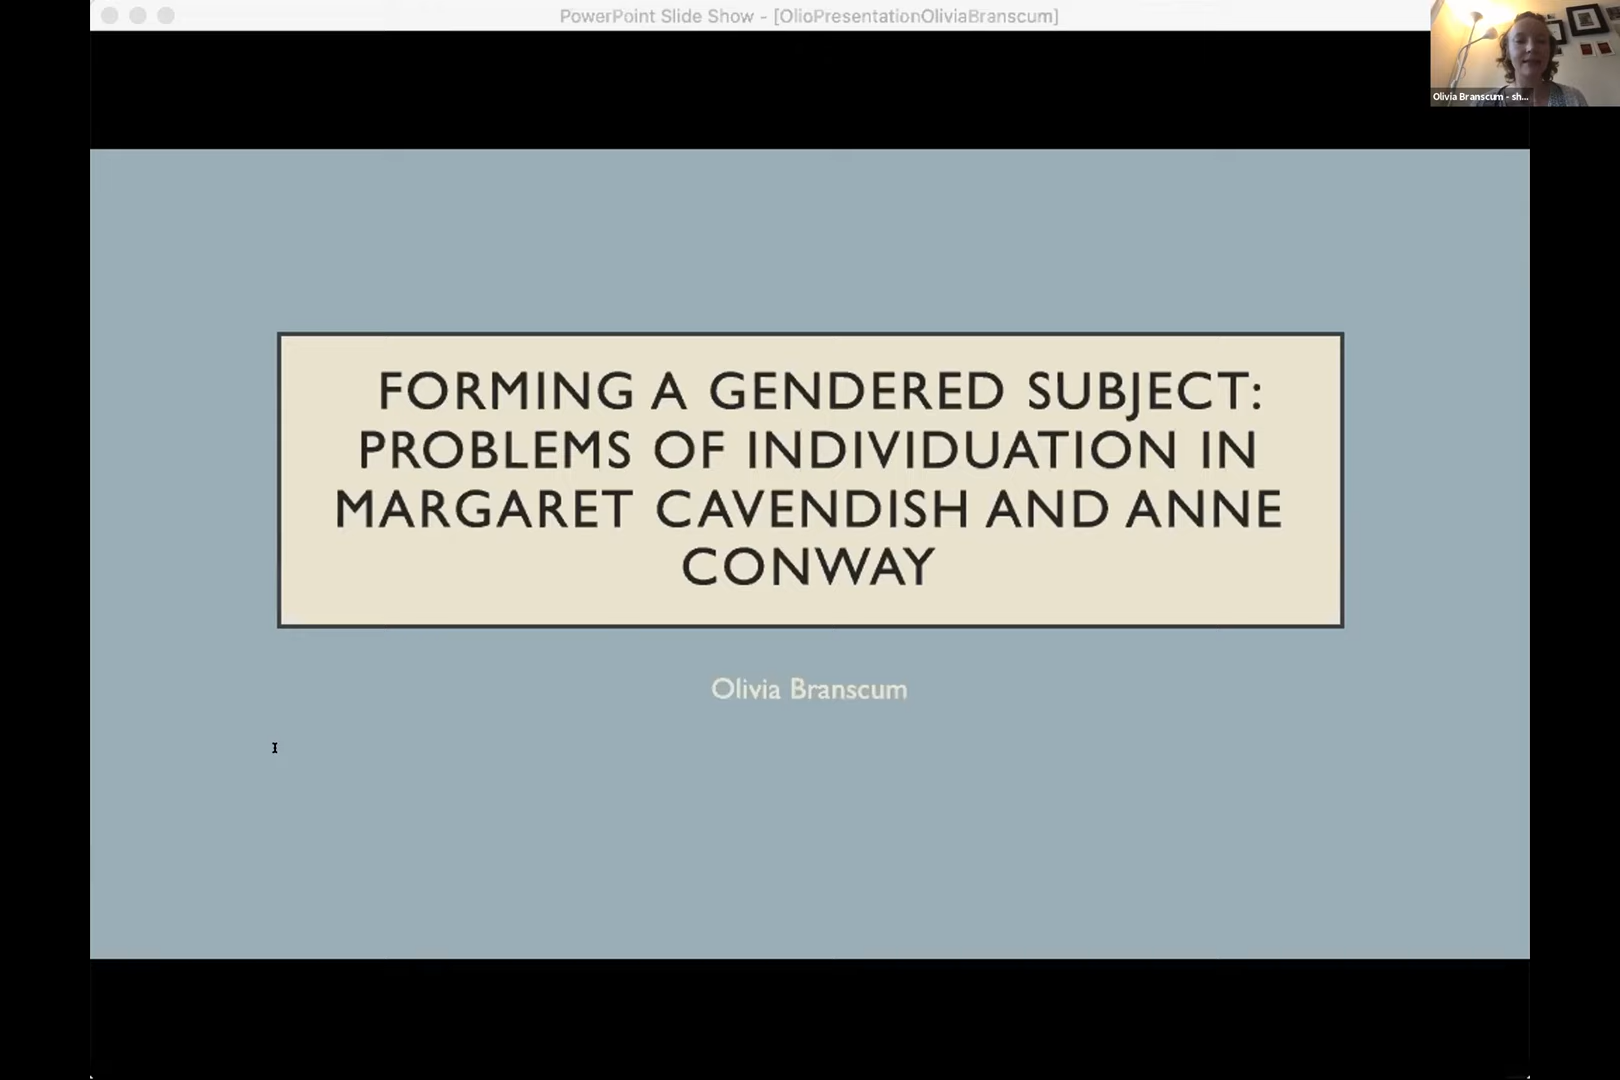 PowerPoint Slide Show - [OlioPresentationOliviaBranscum]
Olivia Branscum - sh...
FORMING A GENDERED SUBJECT:
PROBLEMS OF INDIVIDUATION IN
MARGARET CAVENDISH AND ANNE
CONWAY
Olivia Branscum